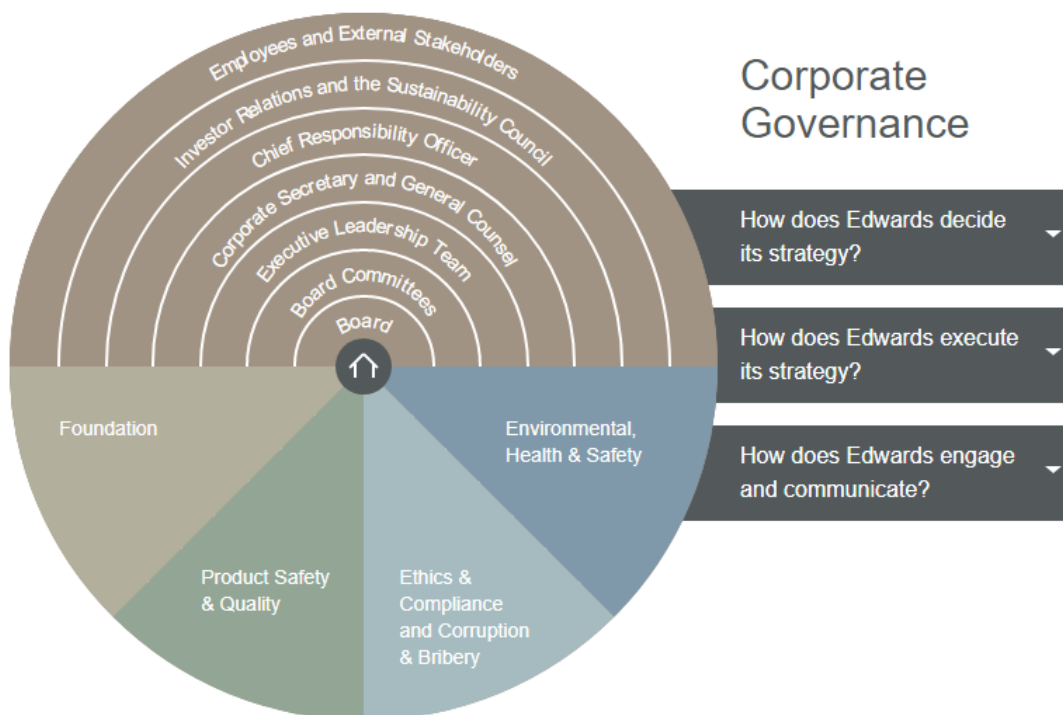 Employees and External Stakeholders
Investor Relations and the Sustainability Council
Chief Responsibility Officer
Corporate Secretary and General Counsel
Executive Leadership Team
Board Committees
Board
Foundation
Product Safety
& Quality
Ethics &
Compliance
and Corruption
& Bribery
Environmental,
Health & Safety
Corporate
Governance
How does Edwards decide
its strategy?
How does Edwards execute
its strategy?
How does Edwards engage
and communicate?